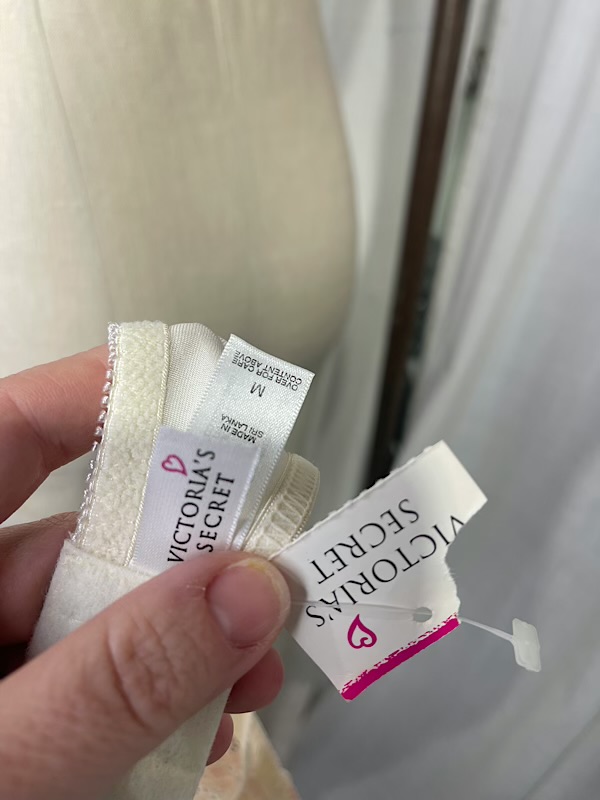 MADE IN
SRI LANKA
M
OVER FOR CARE
CONTENT ABOVE
VICTORIA'S
SECRET
VICTORIA'S
SECRET